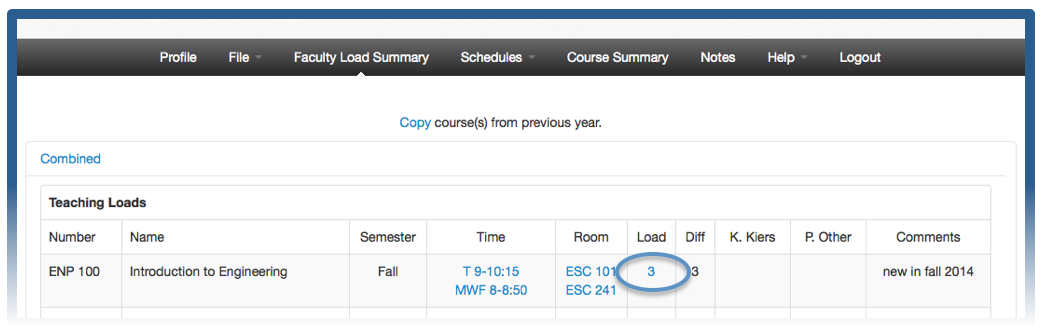 Profile File Faculty Load Summary Schedules Course Summary Notes Help Logout
Copy course(s) from previous year.
Combined
Teaching Loads
Number Name Semester Time Room Load Diff K. Kiers P. Other Comments
ENP 100 Introduction to Engineering Fall T 9-10:15 ESC 101 3 3 new in fall 2014
MWF 8-8:50 ESC 241